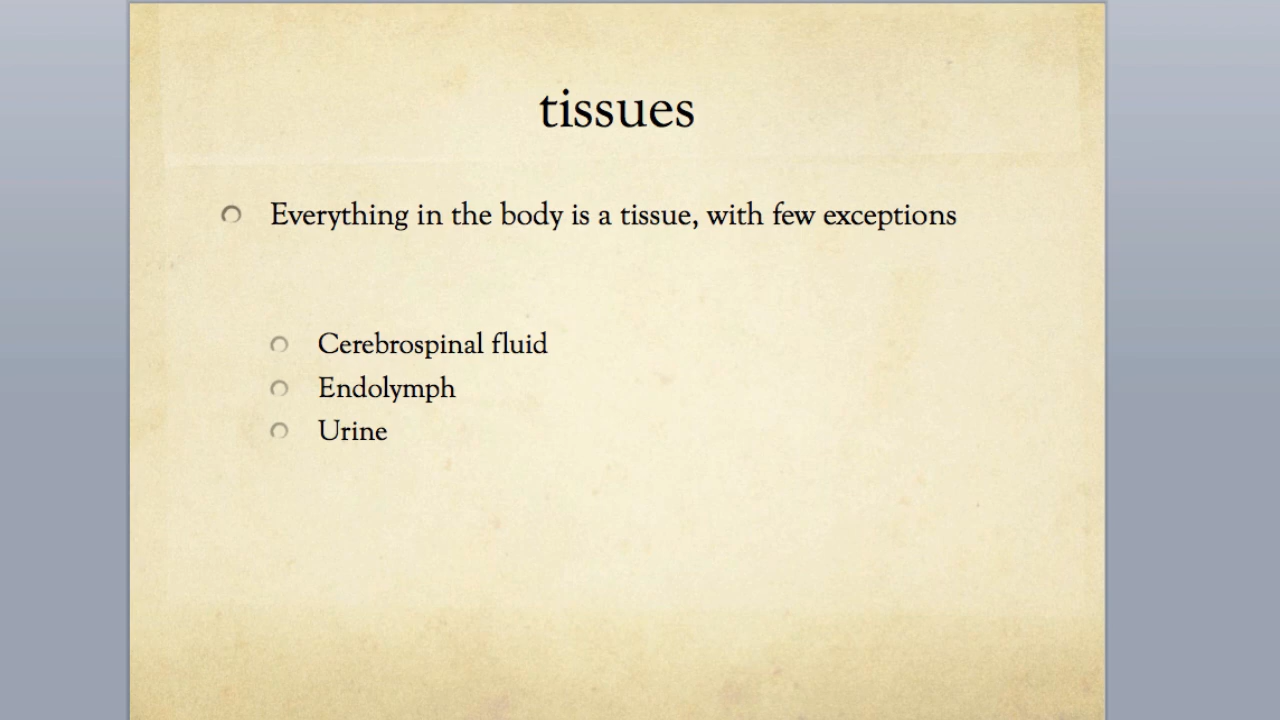 tissues
Everything in the body is a tissue, with few exceptions
Cerebrospinal fluid
Endolymph
Urine